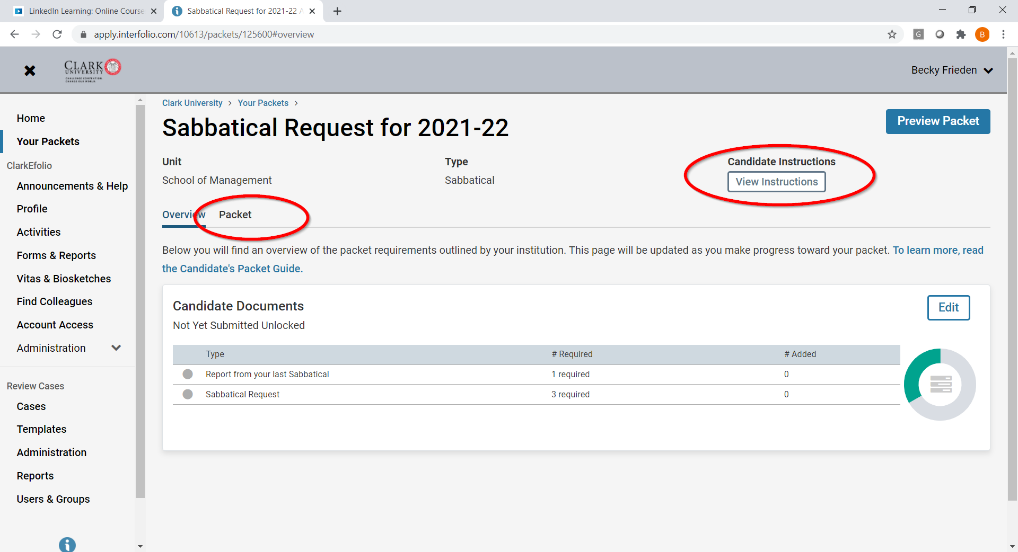 LinkedIn Learning: Online Course
Sabbatical Request for 2021-22
apply.interfolio.com/10613/packets/125600#overview
B
CLARK
UNIVERSITY
Becky Frieden
Home
Your Packets
ClarkEfolio
Announcements & Help
Profile
Activities
Forms & Reports
Vitas & Biosketches
Find Colleagues
Account Access
Administration
Review Cases
Cases
Templates
Administration
Reports
Users & Groups
Clark University > Your Packets >
Sabbatical Request for 2021-22
Preview Packet
Unit
School of Management
Type
Sabbatical
Candidate Instructions
View Instructions
Overview Packet
Below you will find an overview of the packet requirements outlined by your institution. This page will be updated as you make progress toward your packet. To learn more, read
the Candidate's Packet Guide.
Candidate Documents
Not Yet Submitted Unlocked
Edit
Type # Required # Added
Report from your last Sabbatical 1 required 0
Sabbatical Request 3 required 0